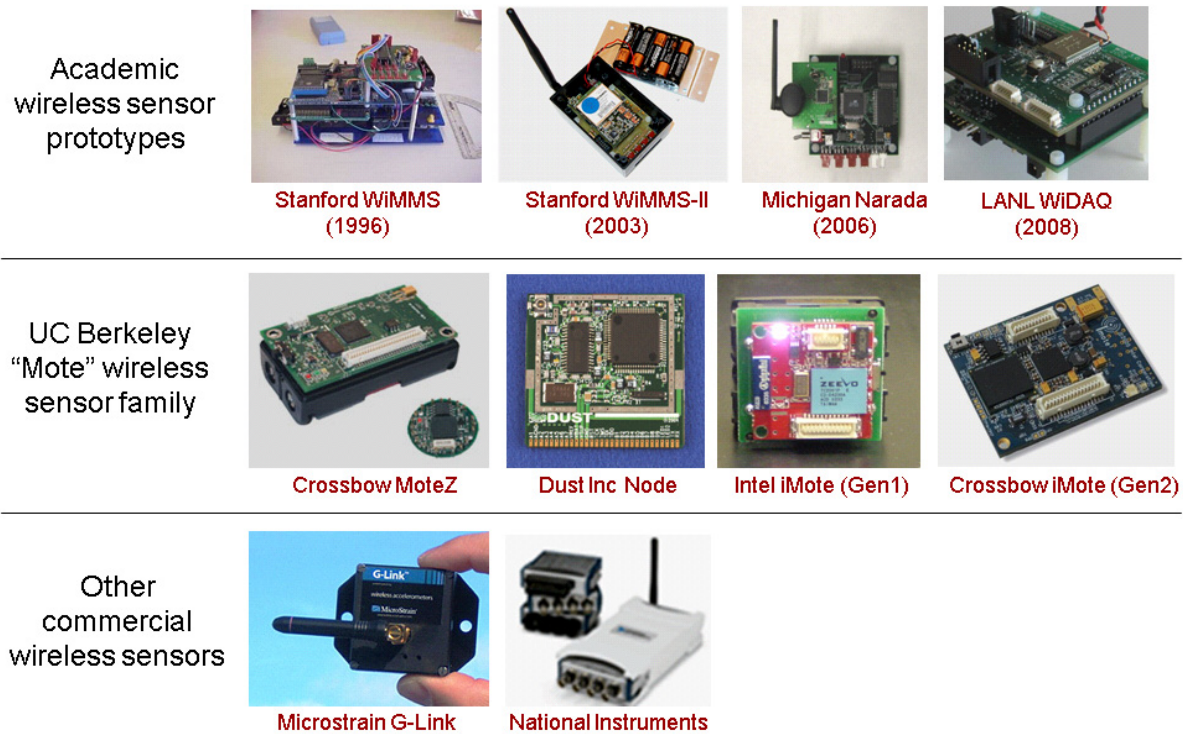 Academic
wireless sensor
prototypes
Stanford WiMMS
(1996)
Stanford WiMMS-II
(2003)
Michigan Narada
(2006)
LANL WiDAQ
(2008)
UC Berkeley
“Mote” wireless
sensor family
DUST
ZEEVO
Crossbow MoteZ
Dust Inc Node
Intel iMote (Gen1)
Crossbow iMote (Gen2)
Other
commercial
wireless sensors
G-Link™
wireless accelerometers
MicroStrain
Microstrain G-Link
National Instruments